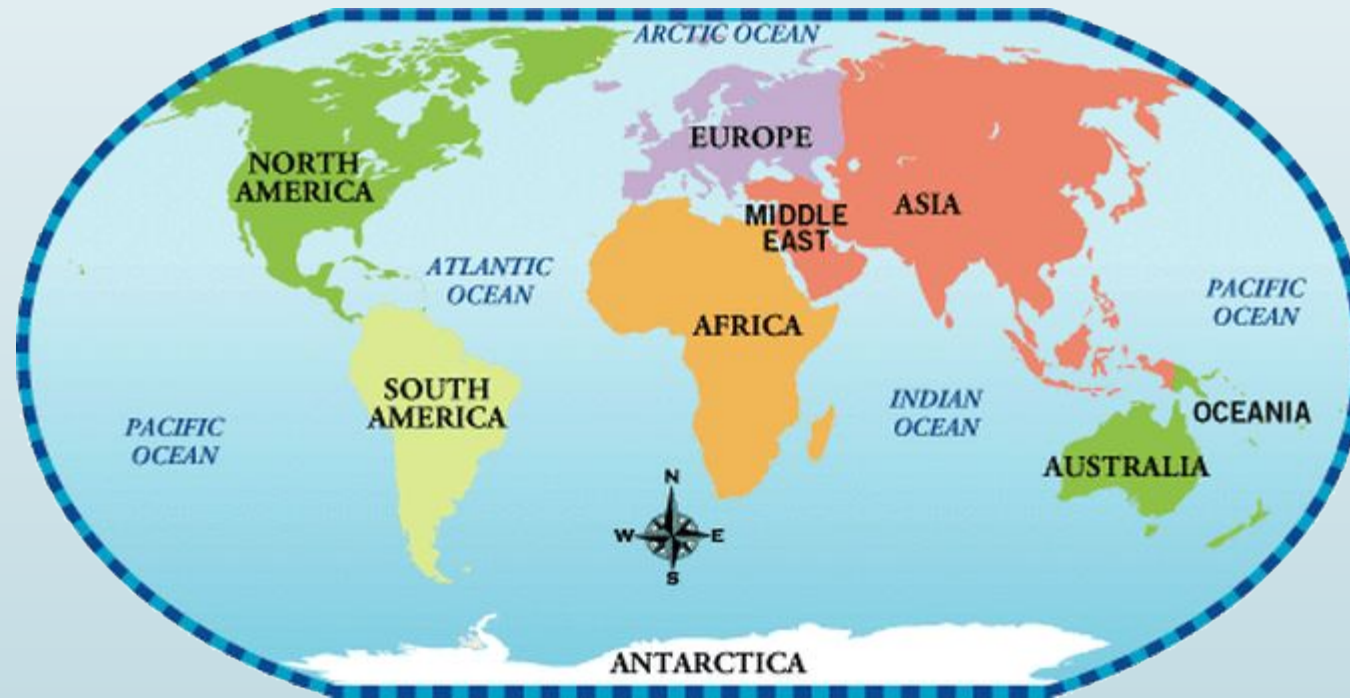 ARCTIC OCEAN
EUROPE
NORTH
AMERICA
ASIA
MIDDLE
EAST
ATLANTIC
OCEAN
PACIFIC
OCEAN
AFRICA
SOUTH
AMERICA
INDIAN
OCEAN
OCEANIA
PACIFIC
OCEAN
AUSTRALIA
N
W E
S
ANTARCTICA